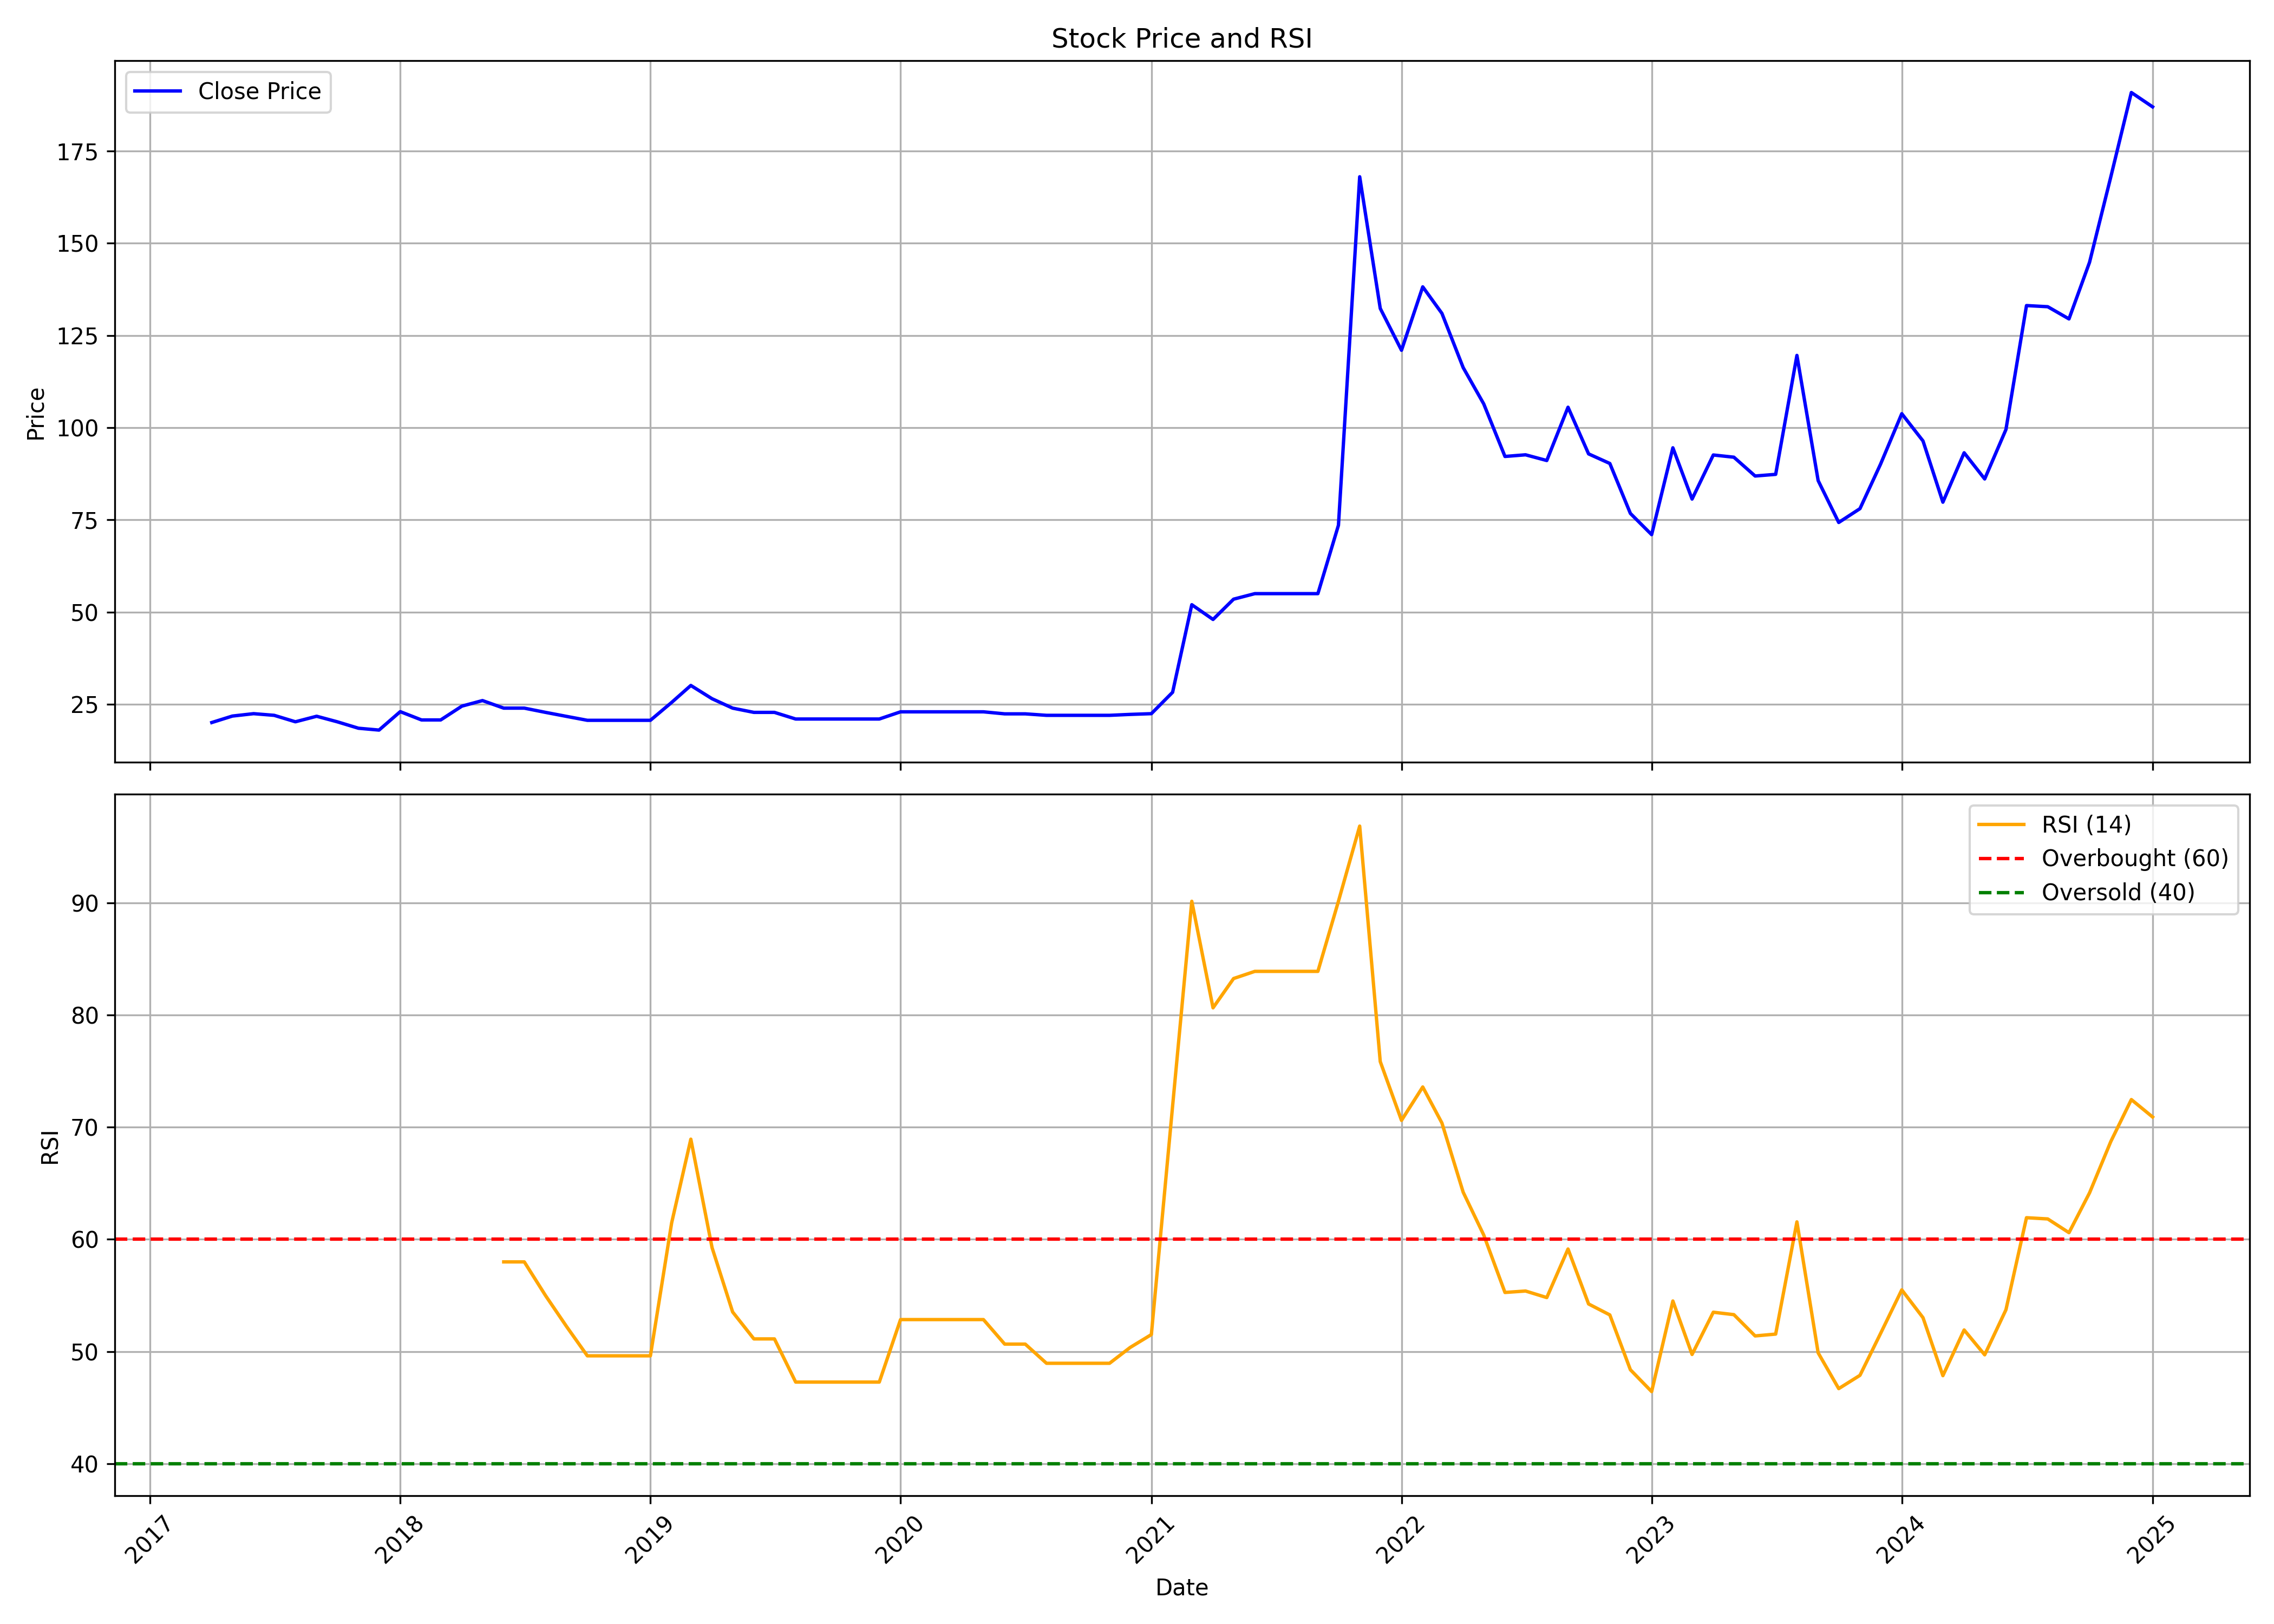 Stock Price and RSI
Close Price
Price
175
150
125
100
75
50
25
RSI (14)
Overbought (60)
Oversold (40)
RSI
90
80
70
60
50
40
2017
2018
2019
2020
2021
2022
2023
2024
2025
Date